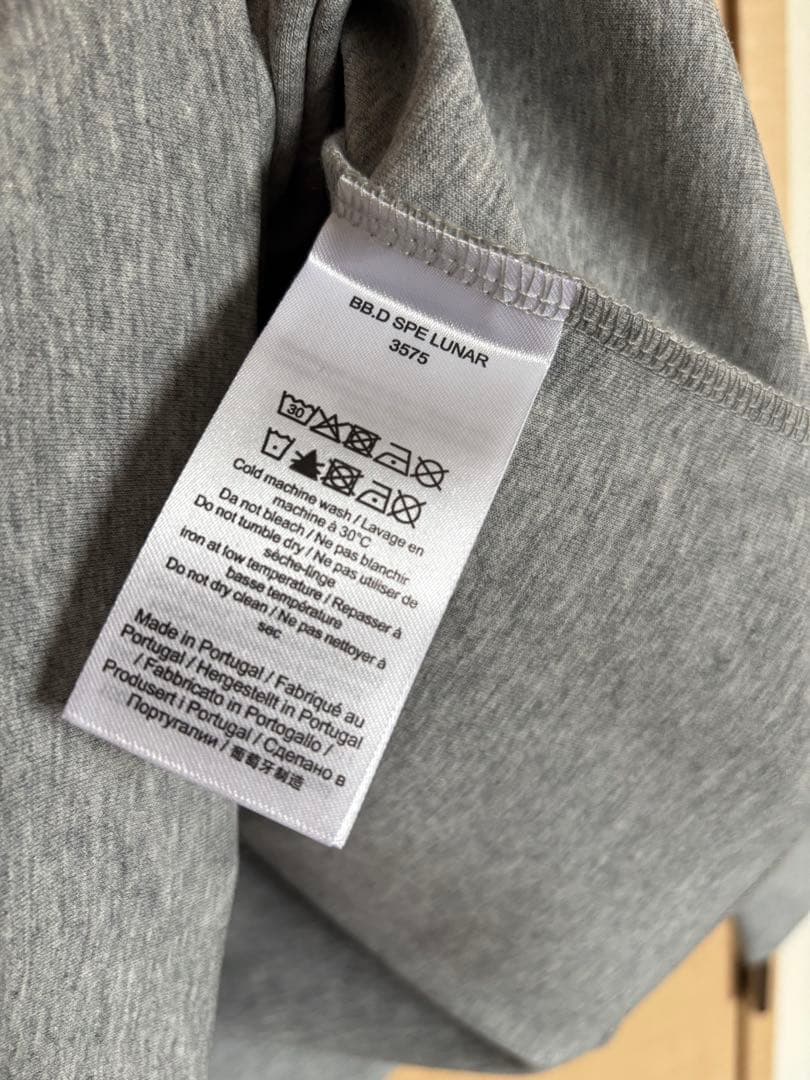 BB.D SPE LUNAR
3575
30
Cold machine wash / Lavage en
machine à 30°C
Da not bleach / Ne pas blanchir
Do not tumble dry / Ne pas utiliser de
sèche-linge
Iron at low temperature / Repasser à
basse température
Do not dry clean / Ne pas nettoyer à
sec
Made in Portugal / Fabriqué au
Portugal / Hergestellt in Portugal
/ Fabbricato in Portogallo /
Produsert i Portugal / Сделано в
Португалии / 葡萄牙制造